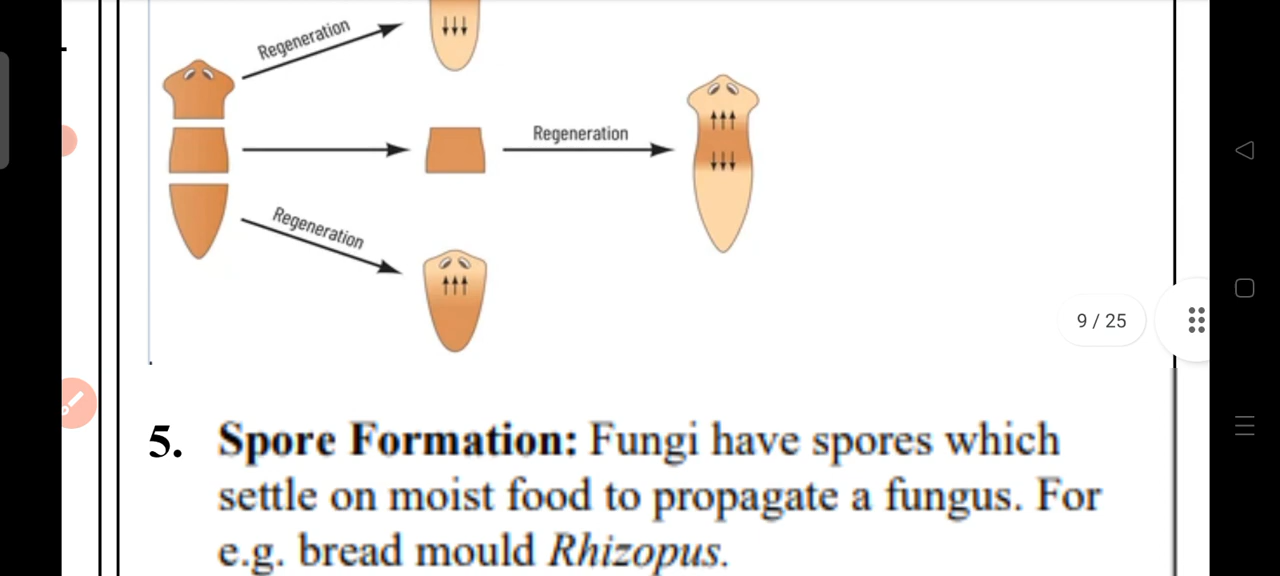 Regeneration
Regeneration
Regeneration
9 / 25
5. Spore Formation: Fungi have spores which
settle on moist food to propagate a fungus. For
e.g. bread mould Rhizopus.